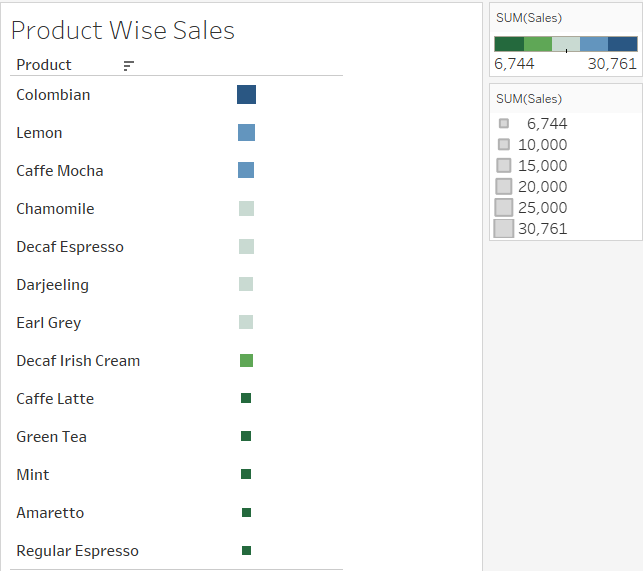 Product Wise Sales
Product
Colombian
Lemon
Caffe Mocha
Chamomile
Decaf Espresso
Darjeeling
Earl Grey
Decaf Irish Cream
Caffe Latte
Green Tea
Mint
Amaretto
Regular Espresso
SUM(Sales)
6,744 30,761
SUM(Sales)
6,744
10,000
15,000
20,000
25,000
30,761